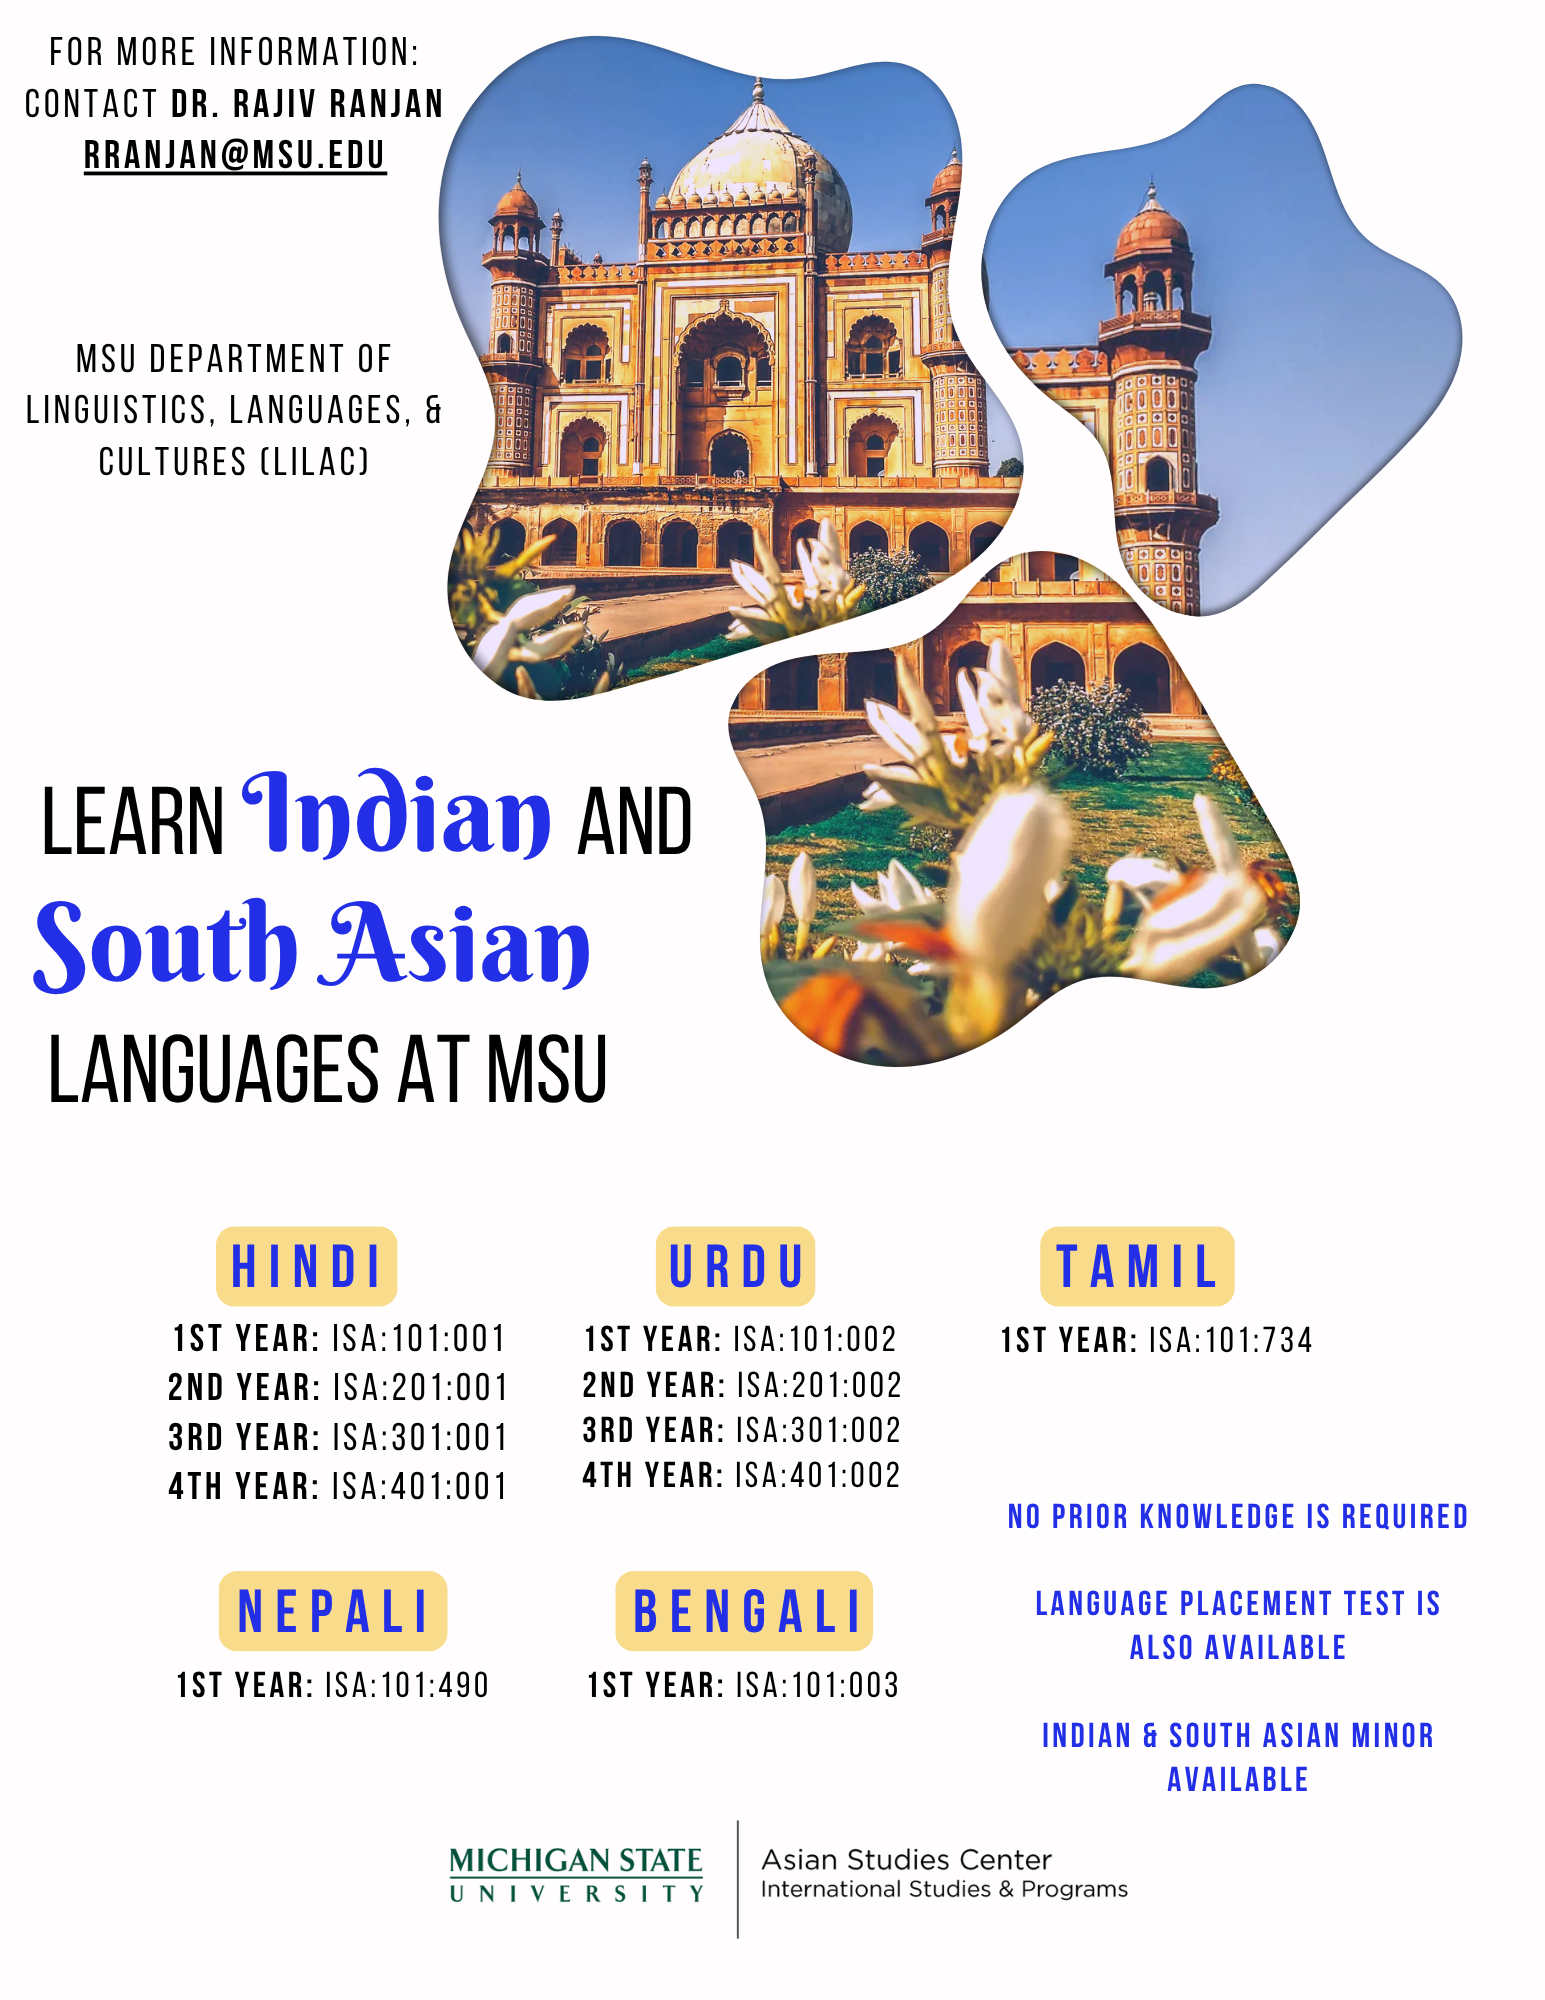 FOR MORE INFORMATION:
CONTACT DR. RAJIV RANJAN
RRANJAN@MSU.EDU
MSU DEPARTMENT OF
LINGUISTICS, LANGUAGES, &
CULTURES (LILAC)
LEARN Indian AND
South Asian
LANGUAGES AT MSU
HINDI
1ST YEAR: ISA:101:001
2ND YEAR: ISA:201:001
3RD YEAR: ISA:301:001
4TH YEAR: ISA:401:001
URDU
1ST YEAR: ISA:101:002
2ND YEAR: ISA:201:002
3RD YEAR: ISA:301:002
4TH YEAR: ISA:401:002
TAMIL
1ST YEAR: ISA:101:734
NEPALI
1ST YEAR: ISA:101:490
BENGALI
1ST YEAR: ISA:101:003
NO PRIOR KNOWLEDGE IS REQUIRED
LANGUAGE PLACEMENT TEST IS
ALSO AVAILABLE
INDIAN & SOUTH ASIAN MINOR
AVAILABLE
MICHIGAN STATE
UNIVERSITY
Asian Studies Center
International Studies & Programs